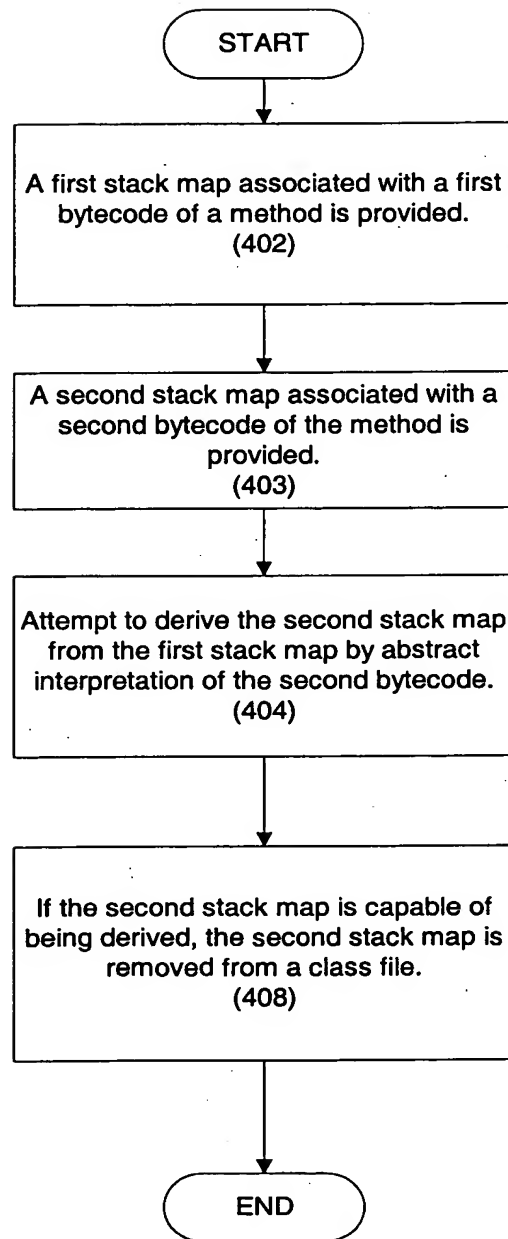 START
A first stack map associated with a first
bytecode of a method is provided.
(402)
A second stack map associated with a
second bytecode of the method is
provided.
(403)
Attempt to derive the second stack map
from the first stack map by abstract
interpretation of the second bytecode.
(404)
If the second stack map is capable of
being derived, the second stack map is
removed from a class file.
(408)
END